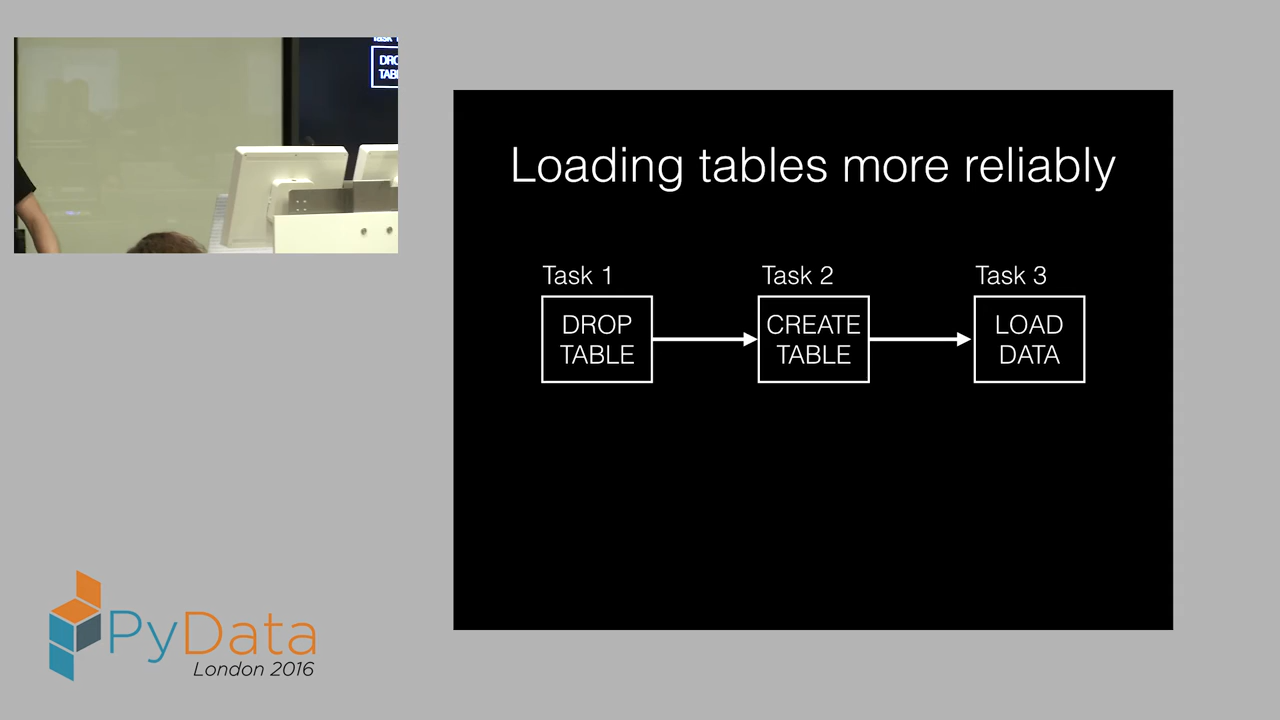 Loading tables more reliably
Task 1
DROP
TABLE
Task 2
CREATE
TABLE
Task 3
LOAD
DATA
PyData
London 2016